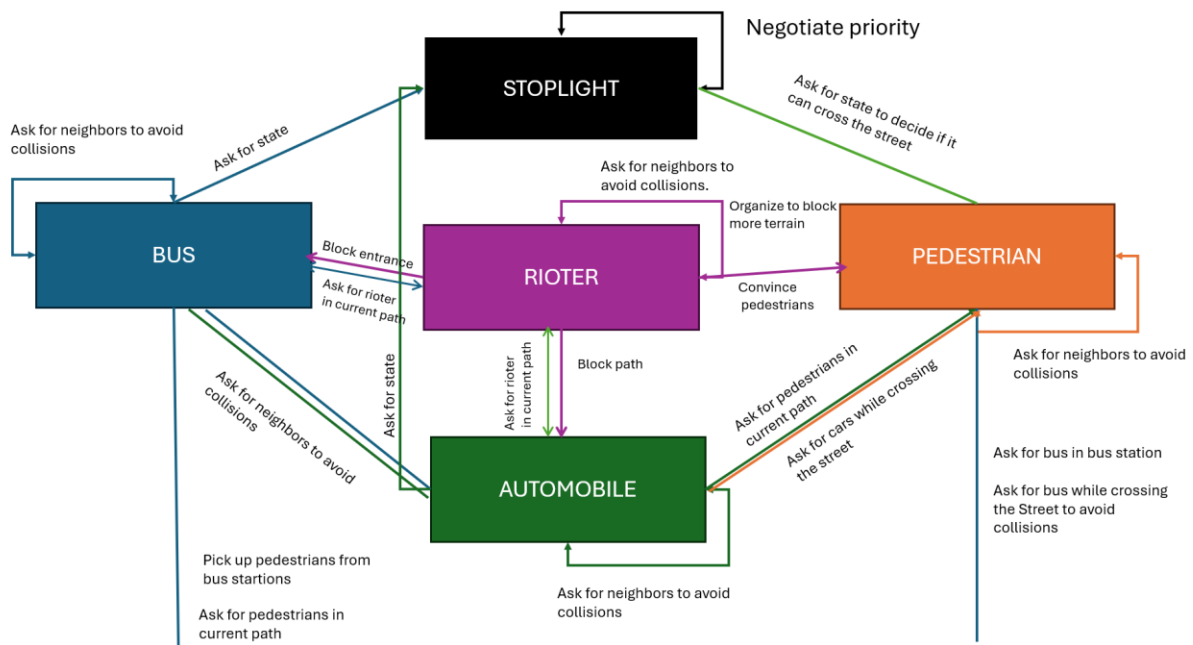 Negotiate priority
STOPLIGHT
Ask for state to decide if it
can cross the street
Ask for neighbors to avoid
collisions
Ask for state
Ask for neighbors to
avoid collisions.
Organize to block
more terrain
BUS
Block entrance
Ask for rioter
in current path
RIOTER
Convince
pedestrians
PEDESTRIAN
Ask for neighbors to avoid
collisions
Ask for state
Ask for rioter
in current path
Block path
Ask for pedestrians in
current path
Ask for cars while crossing
the street
Ask for neighbors to avoid
collisions
AUTOMOBILE
Ask for bus in bus station
Ask for bus while crossing
the Street to avoid
collisions
Pick up pedestrians from
bus startions
Ask for pedestrians in
current path
Ask for neighbors to avoid
collisions